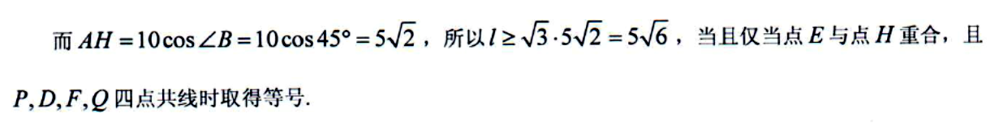 而 AH = 10cos∠B = 10cos45° = 5√2，所以 l ≥ √3·5√2 = 5√6，当且仅当点 E 与点 H 重合，且
P, D, F, Q 四点共线时取得等号.